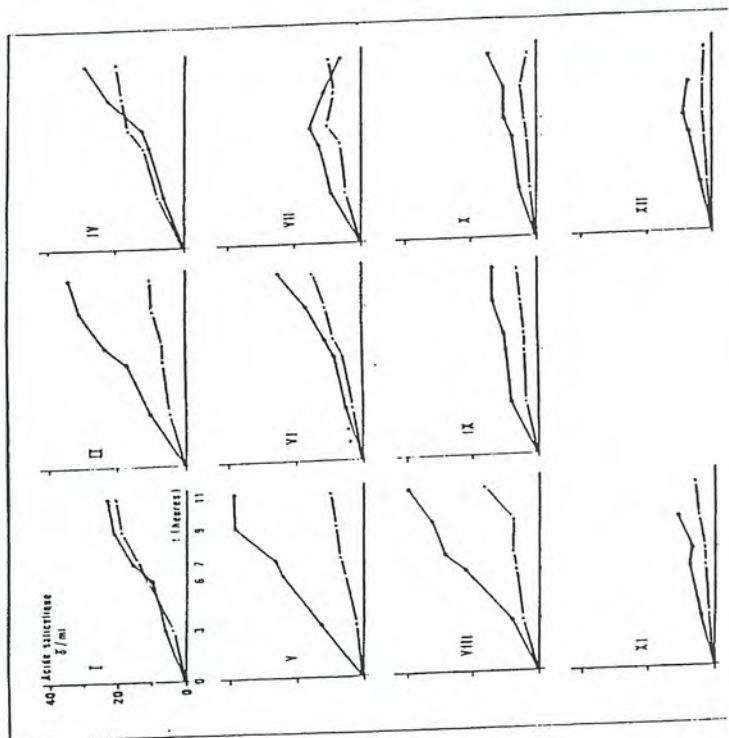 Acide salicylique
γ/ml
40
20
0
I
II
IV
0
3
6
7
9
11
t (heures)
V
VI
VII
VIII
IX
X
XI
XII